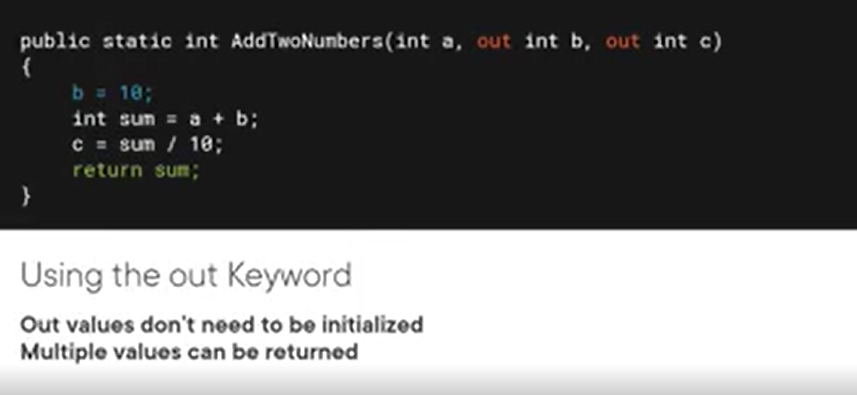 public static int AddTwoNumbers(int a, out int b, out int c)
{
b = 10;
int sum = a + b;
c = sum / 10;
return sum;
}
Using the out Keyword
Out values don't need to be initialized
Multiple values can be returned